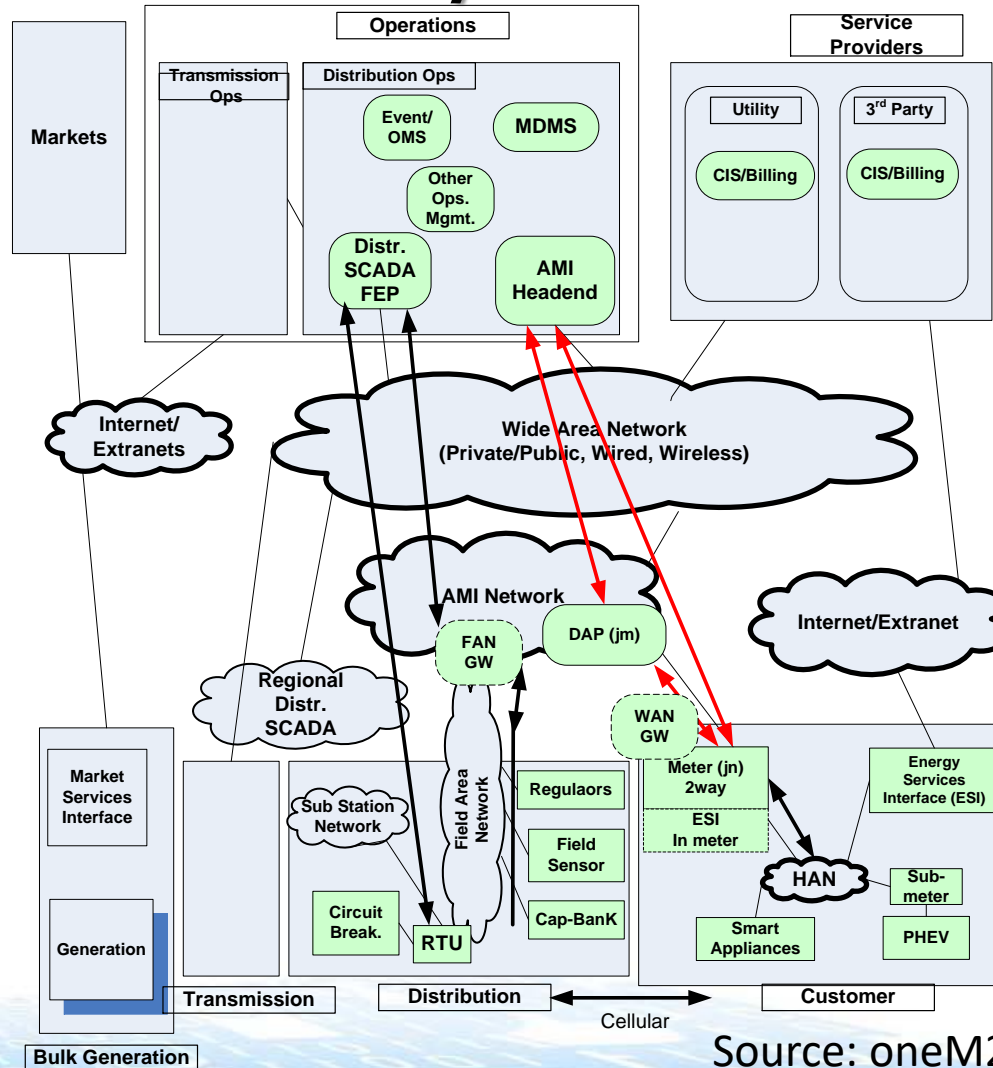 Operations
Service
Providers
Transmission
Ops
Distribution Ops
Markets
Event/
OMS
MDMS
Other
Ops.
Mgmt.
Distr.
SCADA
FEP
AMI
Headend
Utility
3rd Party
CIS/Billing
CIS/Billing
Internet/
Extranets
Wide Area Network
(Private/Public, Wired, Wireless)
AMI Network
FAN
GW
DAP (jm)
Internet/Extranet
Regional
Distr.
SCADA
WAN
GW
Market
Services
Interface
Sub Station
Network
Field Area
Network
Regulaors
Field
Sensor
Cap-BanK
Circuit
Break.
RTU
Meter (jn)
2way
ESI
In meter
Energy
Services
Interface (ESI)
HAN
Sub-
meter
Smart
Appliances
PHEV
Generation
Transmission
Distribution
Cellular
Customer
Bulk Generation
Source: oneM2